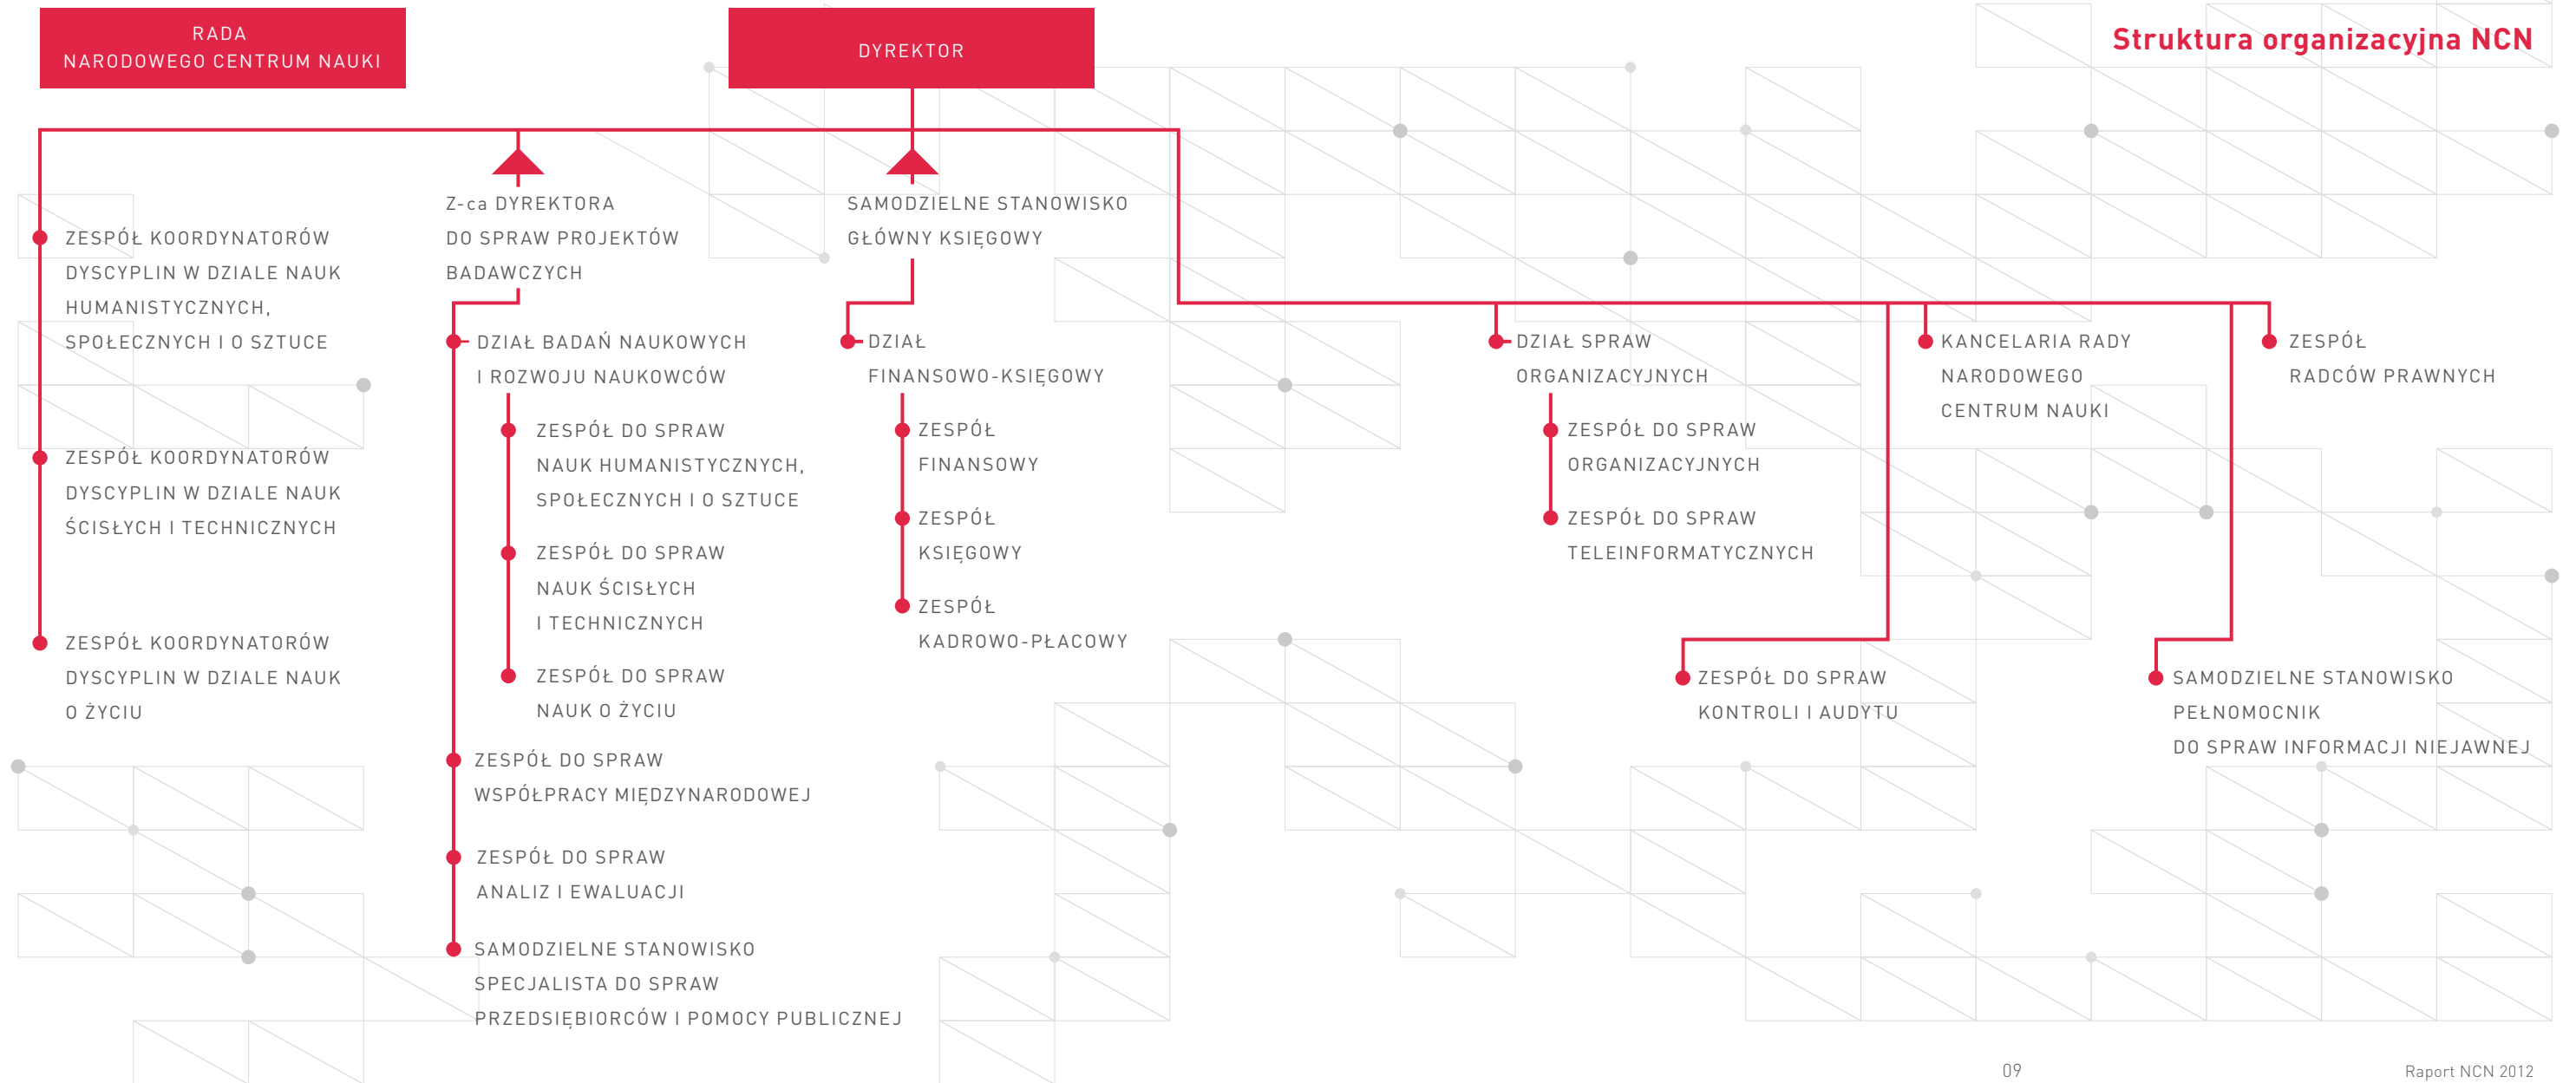 RADA
NARODOWEGO CENTRUM NAUKI
DYREKTOR
Struktura organizacyjna NCN
ZESPÓŁ KOORDYNATORÓW
DYSCYPLIN W DZIALE NAUK
HUMANISTYCZNYCH,
SPOŁECZNYCH I O SZTUCE
ZESPÓŁ KOORDYNATORÓW
DYSCYPLIN W DZIALE NAUK
ŚCISŁYCH I TECHNICZNYCH
ZESPÓŁ KOORDYNATORÓW
DYSCYPLIN W DZIALE NAUK
O ŻYCIU
Z-ca DYREKTORA
DO SPRAW PROJEKTÓW
BADAWCZYCH
DZIAŁ BADAŃ NAUKOWYCH
I ROZWOJU NAUKOWCÓW
ZESPÓŁ DO SPRAW
NAUK HUMANISTYCZNYCH,
SPOŁECZNYCH I O SZTUCE
ZESPÓŁ DO SPRAW
NAUK ŚCISŁYCH
I TECHNICZNYCH
ZESPÓŁ DO SPRAW
NAUK O ŻYCIU
ZESPÓŁ DO SPRAW
WSPÓŁPRACY MIĘDZYNARODOWEJ
ZESPÓŁ DO SPRAW
ANALIZ I EWALUACJI
SAMODZIELNE STANOWISKO
SPECJALISTA DO SPRAW
PRZEDSIĘBIORCÓW I POMOCY PUBLICZNEJ
SAMODZIELNE STANOWISKO
GŁÓWNY KSIĘGOWY
DZIAŁ
FINANSOWO-KSIĘGOWY
ZESPÓŁ
FINANSOWY
ZESPÓŁ
KSIĘGOWY
ZESPÓŁ
KADROWO-PŁACOWY
DZIAŁ SPRAW
ORGANIZACYJNYCH
ZESPÓŁ DO SPRAW
ORGANIZACYJNYCH
ZESPÓŁ DO SPRAW
TELEINFORMATYCZNYCH
ZESPÓŁ DO SPRAW
KONTROLI I AUDYTU
KANCELARIA RADY
NARODOWEGO
CENTRUM NAUKI
SAMODZIELNE STANOWISKO
PEŁNOMOCNIK
DO SPRAW INFORMACJI NIEJAWNEJ
ZESPÓŁ
RADCÓW PRAWNYCH
09
Raport NCN 2012